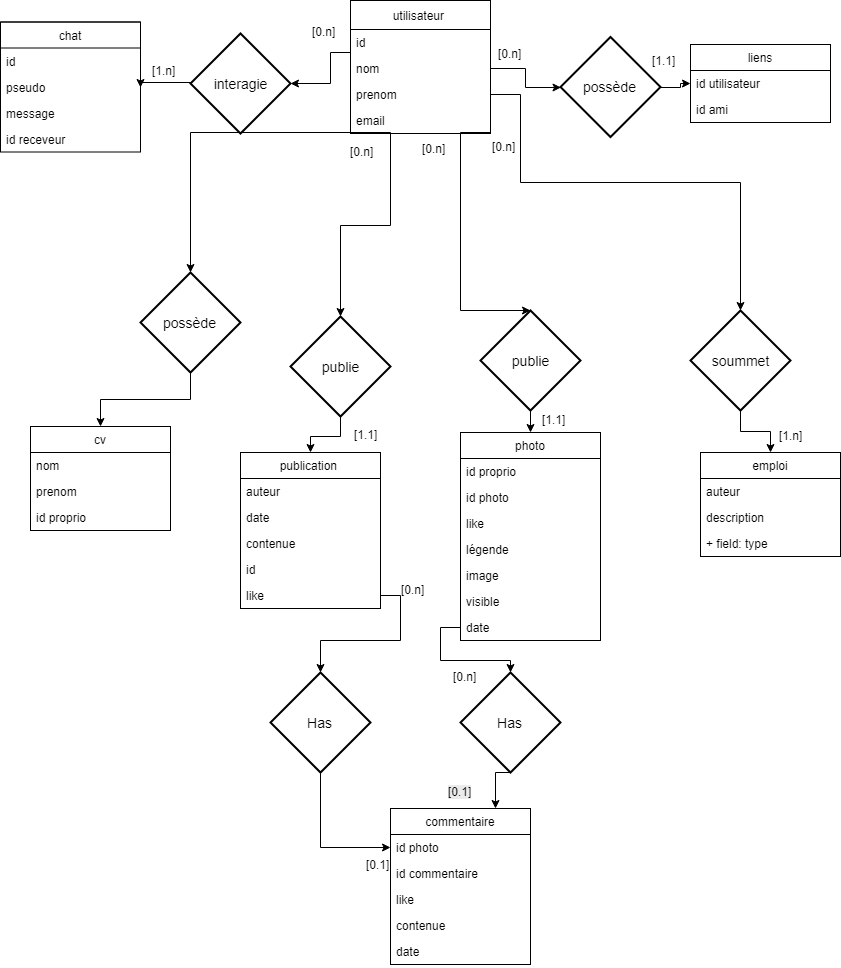 utilisateur
id
nom
prenom
email
chat
id
pseudo
message
id receveur
[1.n]
interagie
[0.n]
[0.n]
possède
[1.1]
liens
id utilisateur
id ami
[0.n]
[0.n]
[0.n]
possède
publie
publie
soummet
[1.1]
[1.1]
[1.n]
cv
nom
prenom
id proprio
publication
auteur
date
contenue
id
like
photo
id proprio
id photo
like
légende
image
visible
date
emploi
auteur
description
+ field: type
[0.n]
[0.n]
Has
Has
[0.1]
[0.1]
commentaire
id photo
id commentaire
like
contenue
date